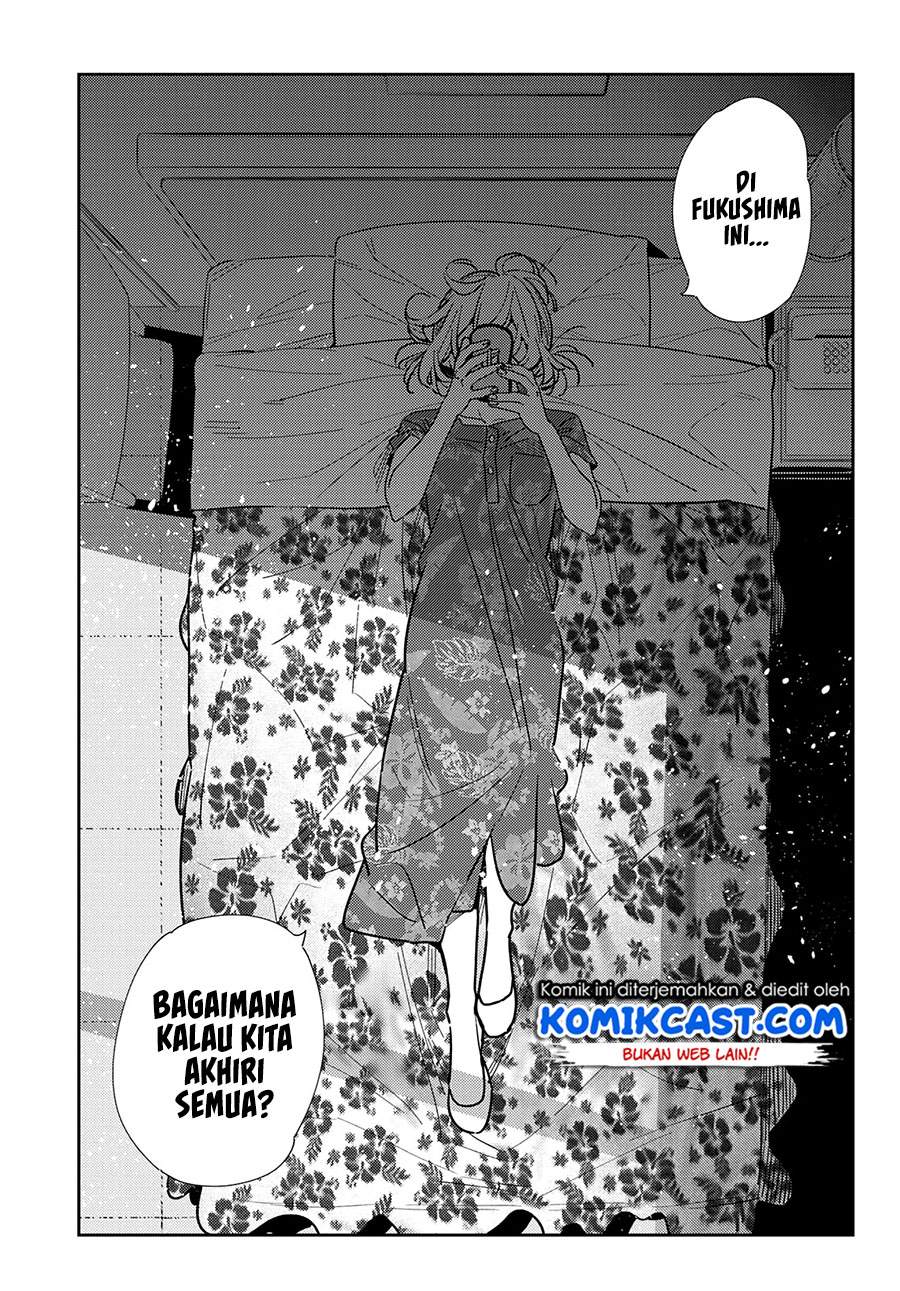 DI
FUKUSHIMA
INI...
BAGAIMANA
KALAU KITA
AKHIRI
SEMUA?
Komik ini diterjemahkan & diedit oleh
KOMIKCAST.COM
BUKAN WEB LAIN!!